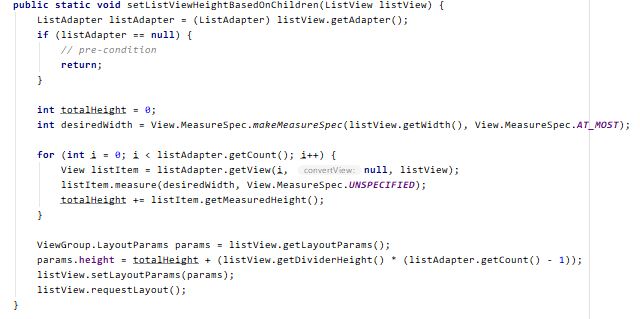 public static void setListViewHeightBasedOnChildren(ListView listView) {
    ListAdapter listAdapter = (ListAdapter) listView.getAdapter();
    if (listAdapter == null) {
        // pre-condition
        return;
    }

    int totalHeight = 0;
    int desiredWidth = View.MeasureSpec.makeMeasureSpec(listView.getWidth(), View.MeasureSpec.AT_MOST);

    for (int i = 0; i < listAdapter.getCount(); i++) {
        View listItem = listAdapter.getView(i, convertView: null, listView);
        listItem.measure(desiredWidth, View.MeasureSpec.UNSPECIFIED);
        totalHeight += listItem.getMeasuredHeight();
    }

    ViewGroup.LayoutParams params = listView.getLayoutParams();
    params.height = totalHeight + (listView.getDividerHeight() * (listAdapter.getCount() - 1));
    listView.setLayoutParams(params);
    listView.requestLayout();
}